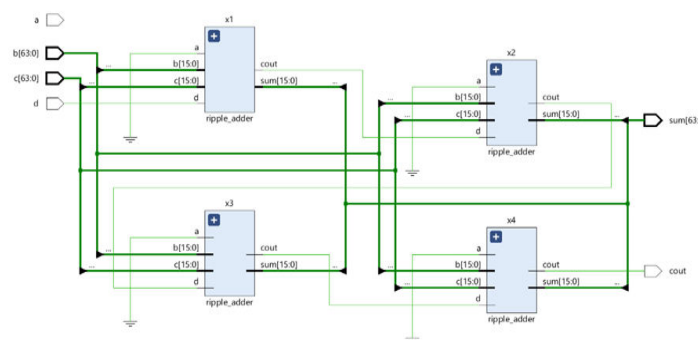 a
b[63:0]
c[63:0]
d
x1
a
b[15:0]
c[15:0]
d
cout
sum[15:0]
ripple_adder
...
...
...
x2
a
b[15:0]
c[15:0]
d
cout
sum[15:0]
ripple_adder
...
...
...
sum[63:
x3
a
b[15:0]
c[15:0]
d
cout
sum[15:0]
ripple_adder
...
...
...
x4
a
b[15:0]
c[15:0]
d
cout
sum[15:0]
ripple_adder
...
...
...
cout